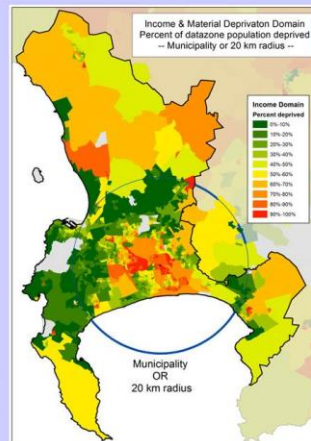 Income & Material Deprivaton Domain
Percent of datazone population deprived
-- Municipality or 20 km radius --
Income Domain
Percent deprived
0%-10%
10%-20%
20%-30%
30%-40%
40%-50%
50%-60%
60%-70%
70%-80%
80%-90%
90%-100%
Municipality
OR
20 km radius